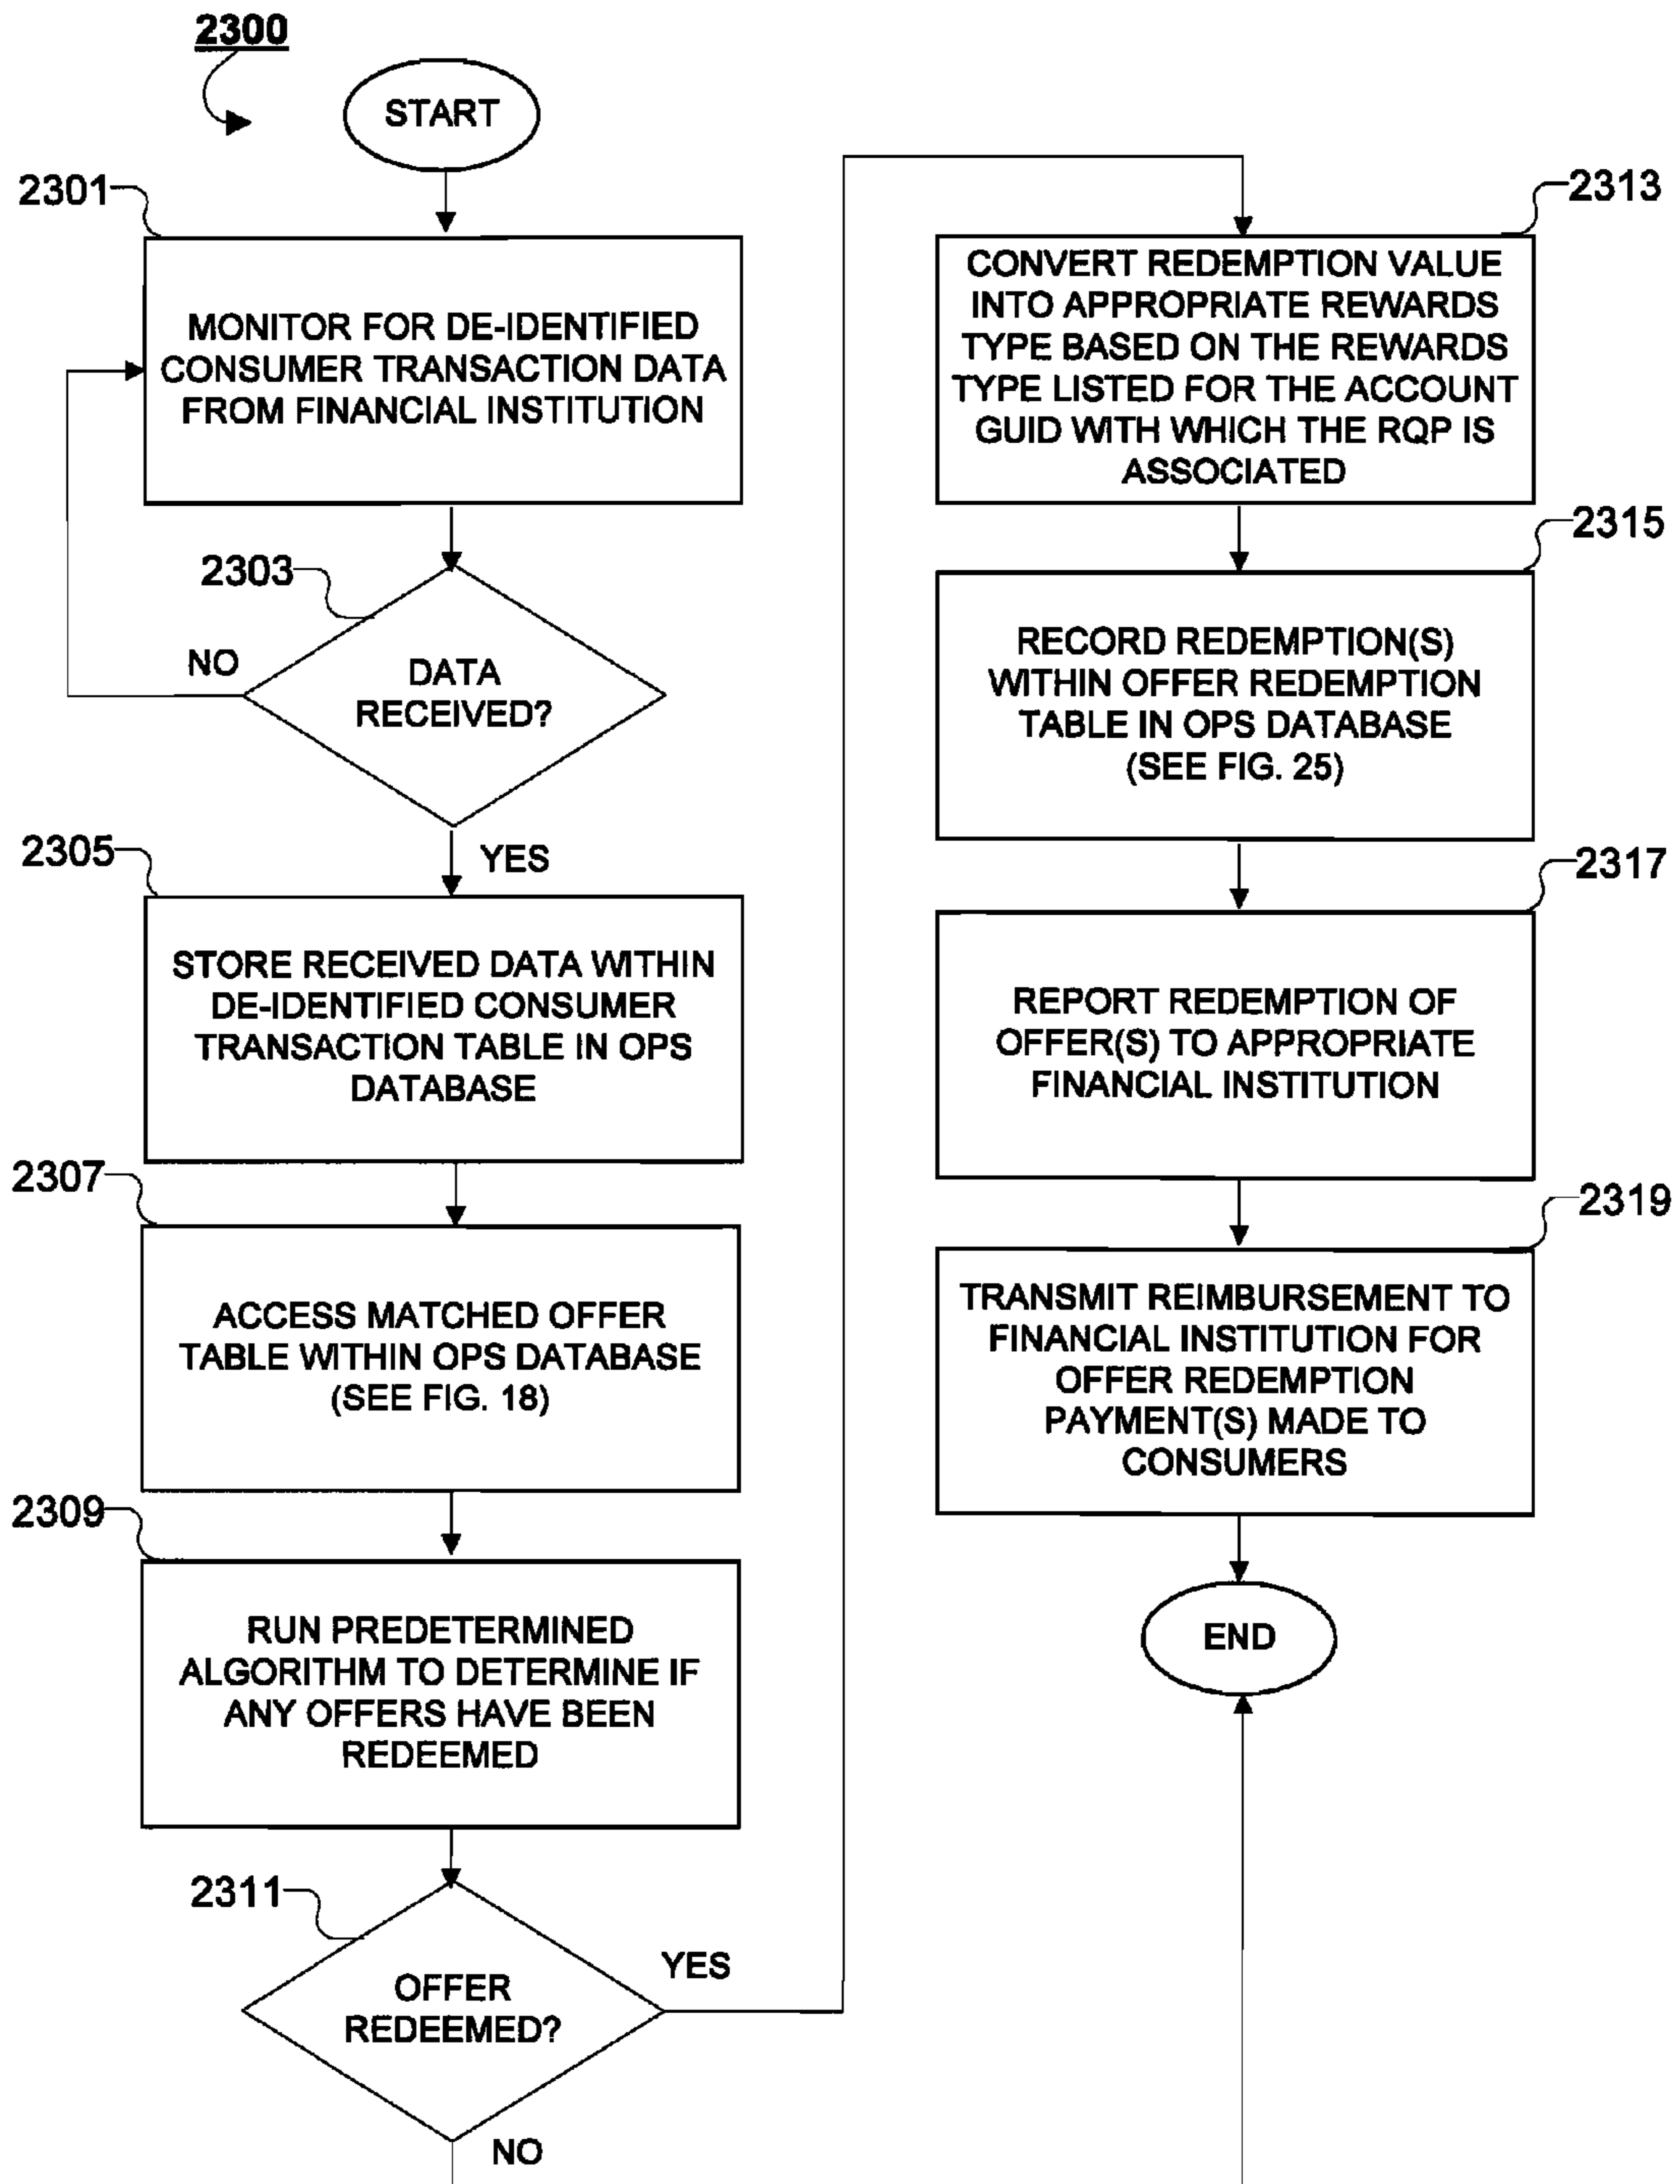 2300
START
2301
MONITOR FOR DE-IDENTIFIED
CONSUMER TRANSACTION DATA
FROM FINANCIAL INSTITUTION
2303
NO
DATA
RECEIVED?
YES
2305
STORE RECEIVED DATA WITHIN
DE-IDENTIFIED CONSUMER
TRANSACTION TABLE IN OPS
DATABASE
2307
ACCESS MATCHED OFFER
TABLE WITHIN OPS DATABASE
(SEE FIG. 18)
2309
RUN PREDETERMINED
ALGORITHM TO DETERMINE IF
ANY OFFERS HAVE BEEN
REDEEMED
2311
OFFER
REDEEMED?
YES
NO
2313
CONVERT REDEMPTION VALUE
INTO APPROPRIATE REWARDS
TYPE BASED ON THE REWARDS
TYPE LISTED FOR THE ACCOUNT
GUID WITH WHICH THE RQP IS
ASSOCIATED
2315
RECORD REDEMPTION(S)
WITHIN OFFER REDEMPTION
TABLE IN OPS DATABASE
(SEE FIG. 25)
2317
REPORT REDEMPTION OF
OFFER(S) TO APPROPRIATE
FINANCIAL INSTITUTION
2319
TRANSMIT REIMBURSEMENT TO
FINANCIAL INSTITUTION FOR
OFFER REDEMPTION
PAYMENT(S) MADE TO
CONSUMERS
END